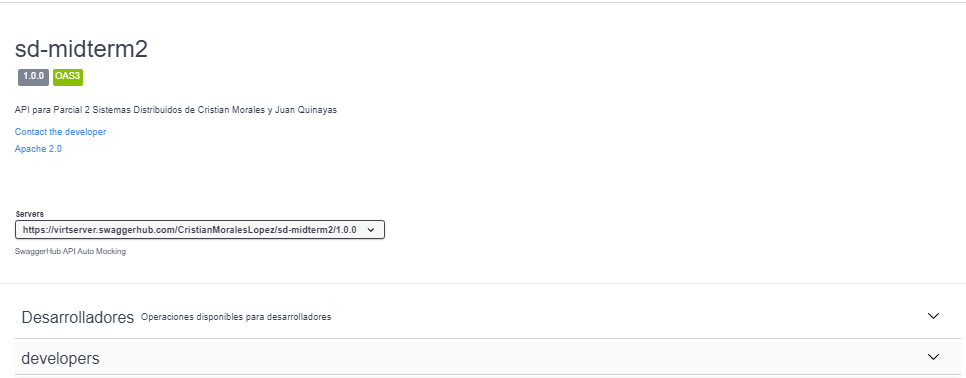 sd-midterm2
1.0.0 OAS3
API para Parcial 2 Sistemas Distribuidos de Cristian Morales y Juan Quinayas
Contact the developer
Apache 2.0
Servers
https://virtserver.swaggerhub.com/CristianMoralesLopez/sd-midterm2/1.0.0
SwaggerHub API Auto Mocking
Desarrolladores Operaciones disponibles para desarrolladores
developers